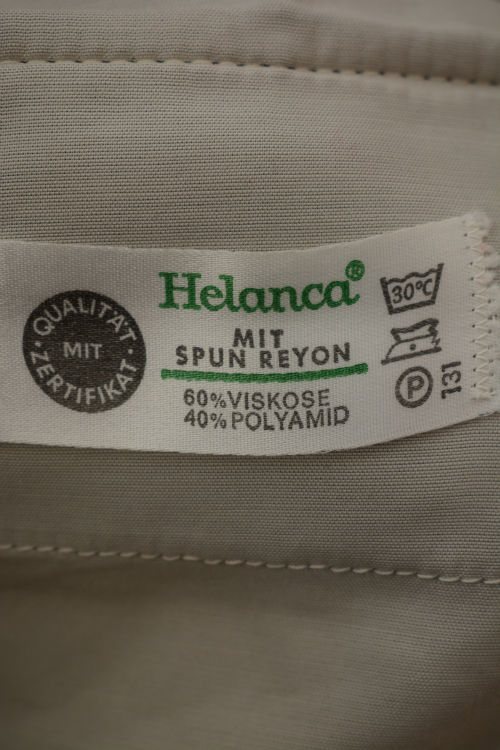 QUALITÄT
MIT
ZERTIFIKAT
Helanca®
MIT
SPUN REYON
60% VISKOSE
40% POLYAMID
30°C
P
131